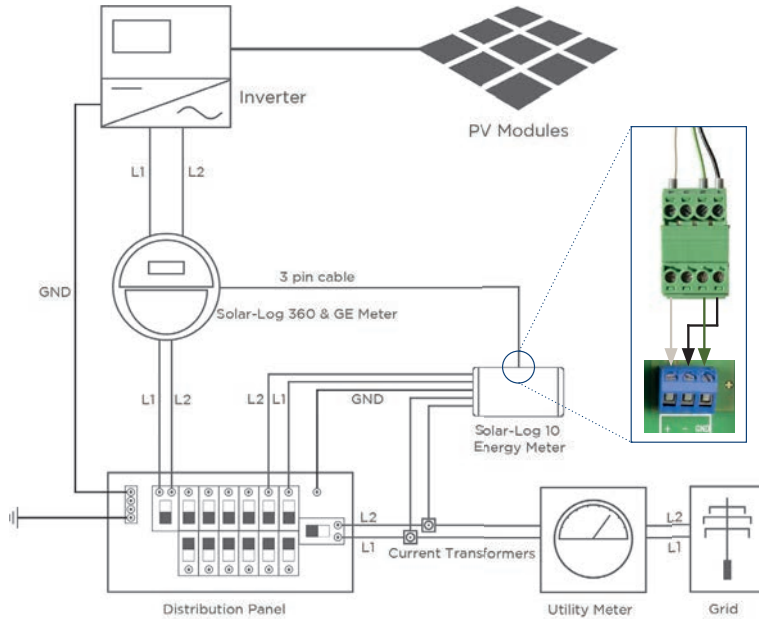 Inverter
PV Modules
L1
L2
GND
3 pin cable
Solar-Log 360 & GE Meter
L1
L2
L2
L1
GND
Solar-Log 10
Energy Meter
+ - GND
+
L2
L1
Current Transformers
L2
L1
Distribution Panel
Utility Meter
Grid